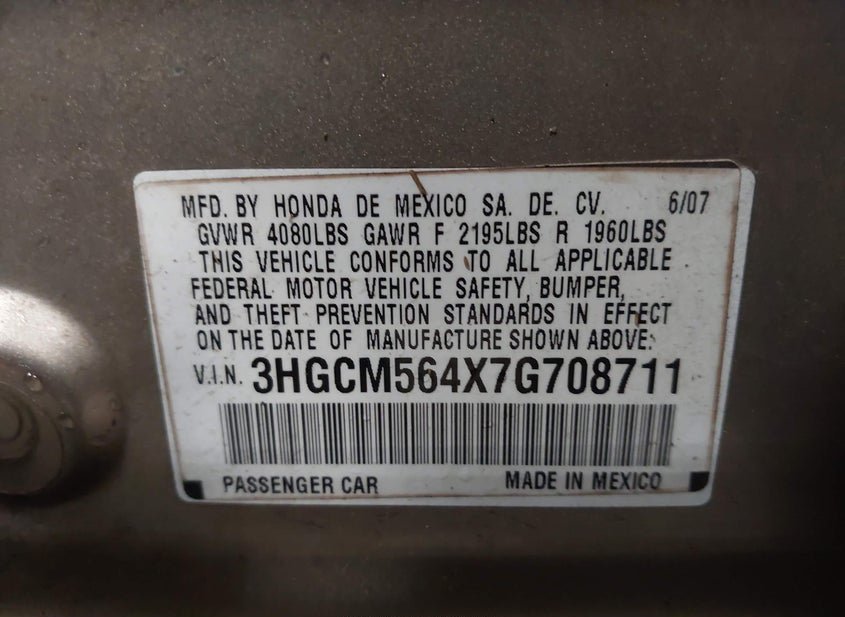 MFD. BY HONDA DE MEXICO SA. DE. CV. 6/07
GVWR 4080LBS GAWR F 2195LBS R 1960LBS
THIS VEHICLE CONFORMS TO ALL APPLICABLE
FEDERAL MOTOR VEHICLE SAFETY, BUMPER,
AND THEFT PREVENTION STANDARDS IN EFFECT
ON THE DATE OF MANUFACTURE SHOWN ABOVE:
V.I.N. 3HGCM564X7G708711
PASSENGER CAR MADE IN MEXICO